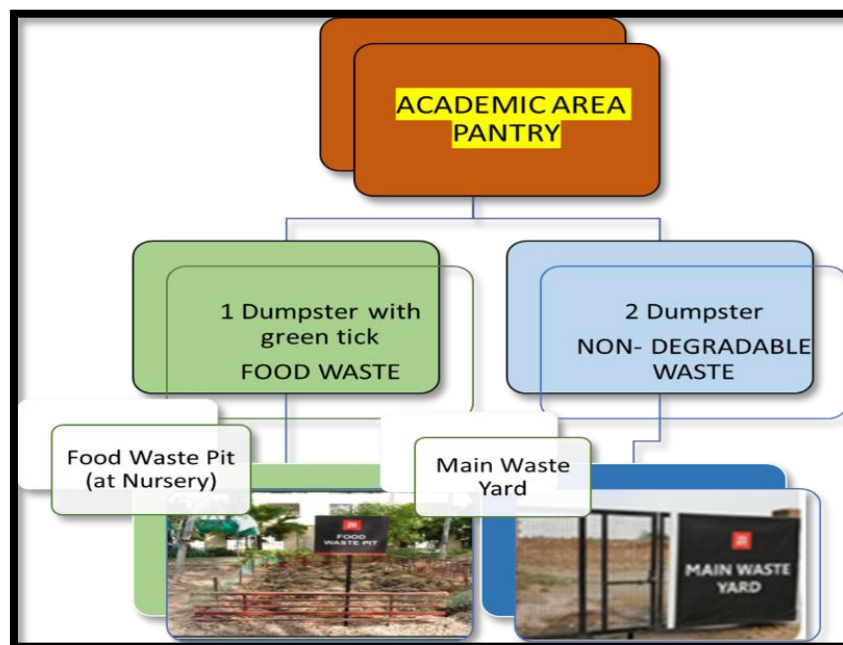 ACADEMIC AREA
PANTRY
1 Dumpster with
green tick
FOOD WASTE
2 Dumpster
NON- DEGRADABLE
WASTE
Food Waste Pit
(at Nursery)
Main Waste
Yard
FOOD
WASTE PIT
MAIN WASTE
YARD